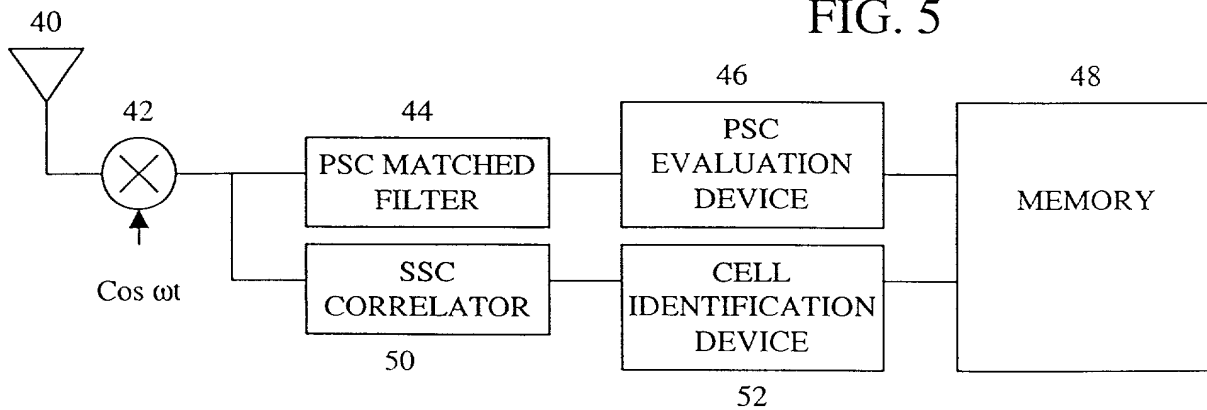 FIG. 5
40
42
44
46
48
PSC MATCHED
FILTER
PSC
EVALUATION
DEVICE
MEMORY
Cos ωt
SSC
CORRELATOR
CELL
IDENTIFICATION
DEVICE
50
52